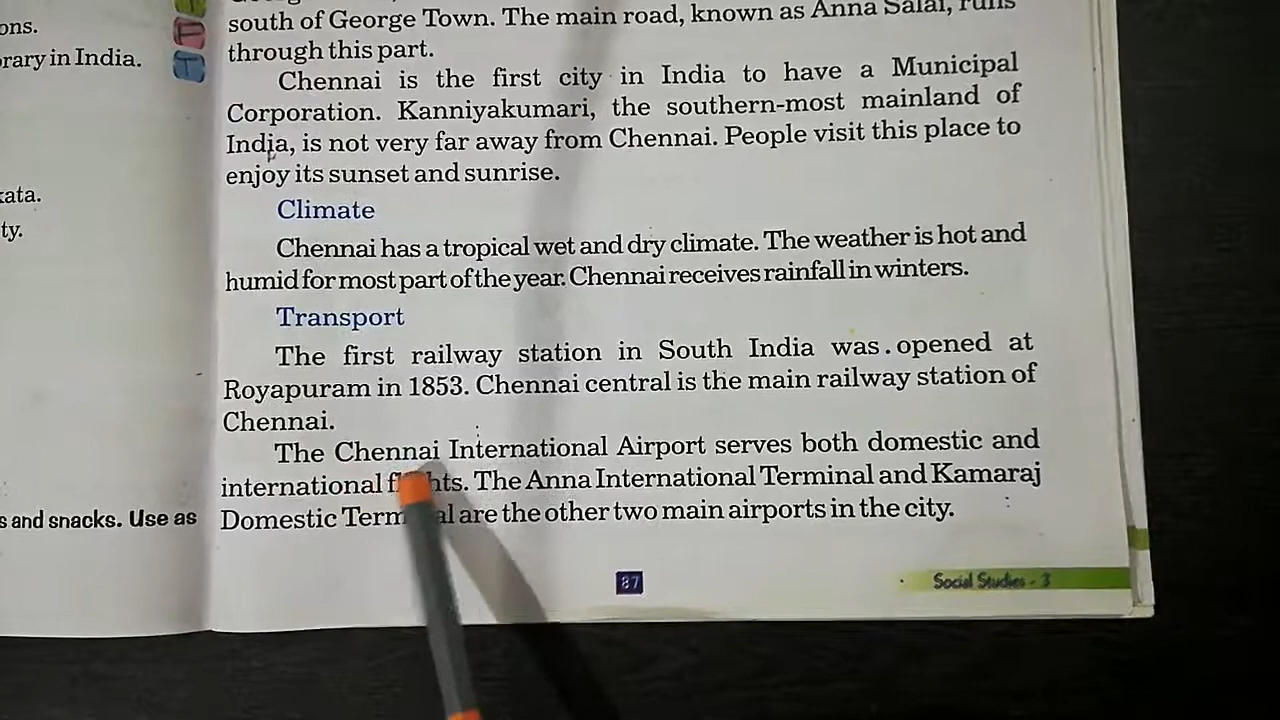 ons.
rary in India.
kata.
ty.
s and snacks. Use as
south of George Town. The main road, known as Anna Salai, runs
through this part.
Chennai is the first city in India to have a Municipal
Corporation. Kanniyakumari, the southern-most mainland of
India, is not very far away from Chennai. People visit this place to
enjoy its sunset and sunrise.
Climate
Chennai has a tropical wet and dry climate. The weather is hot and
humid for most part of the year. Chennai receives rainfall in winters.
Transport
The first railway station in South India was opened at
Royapuram in 1853. Chennai central is the main railway station of
Chennai.
The Chennai International Airport serves both domestic and
international flights. The Anna International Terminal and Kamaraj
Domestic Terminal are the other two main airports in the city.
87
Social Studies - 3